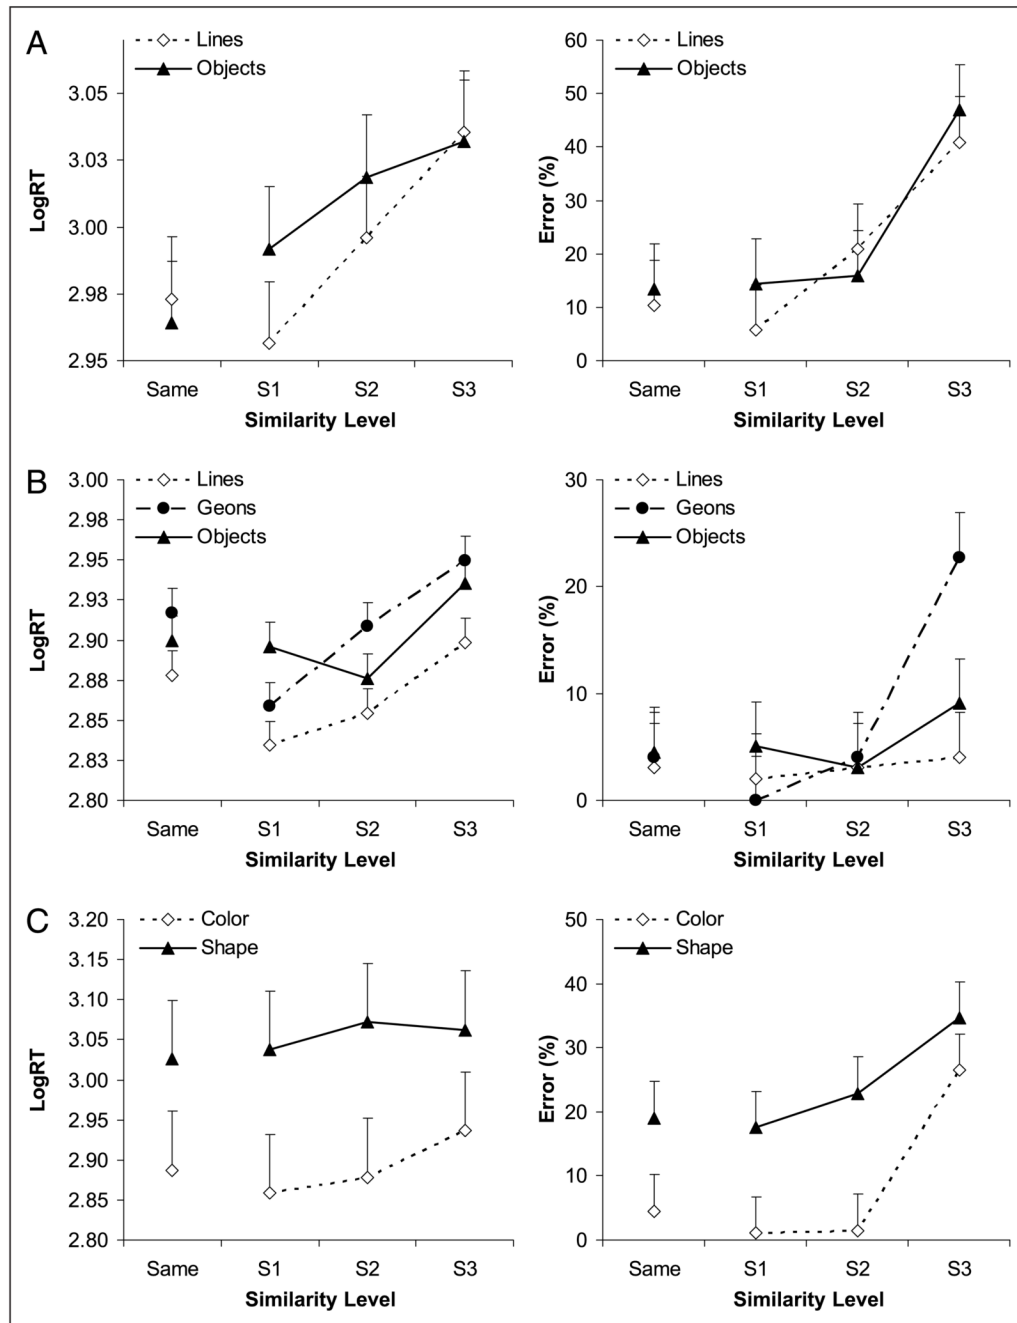 A
Lines
Objects
3.05
3.03
3.00
2.98
2.95
LogRT
Same S1 S2 S3
Similarity Level
Lines
Objects
60
50
40
30
20
10
0
Error (%)
Same S1 S2 S3
Similarity Level
B
Lines
Geons
Objects
3.00
2.98
2.95
2.93
2.90
2.88
2.85
2.83
2.80
LogRT
Same S1 S2 S3
Similarity Level
Lines
Geons
Objects
30
20
10
0
Error (%)
Same S1 S2 S3
Similarity Level
C
Color
Shape
3.20
3.15
3.10
3.05
3.00
2.95
2.90
2.85
2.80
LogRT
Same S1 S2 S3
Similarity Level
Color
Shape
50
40
30
20
10
0
Error (%)
Same S1 S2 S3
Similarity Level